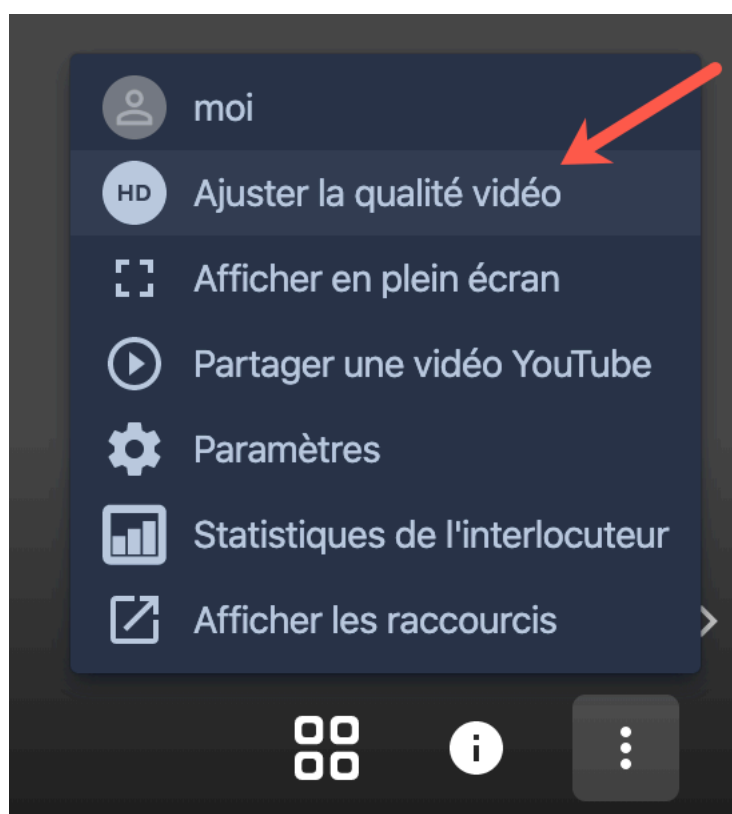 moi
HD
Ajuster la qualité vidéo
Afficher en plein écran
Partager une vidéo YouTube
Paramètres
Statistiques de l'interlocuteur
Afficher les raccourcis
i